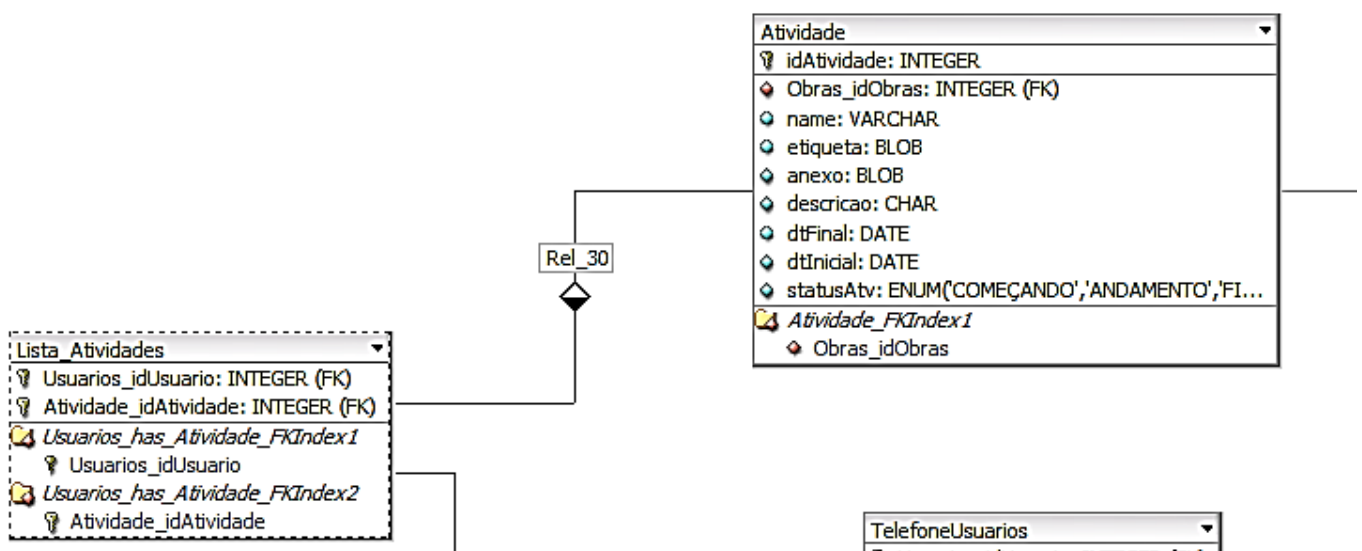 Atividade
idAtividade: INTEGER
Obras_idObras: INTEGER (FK)
name: VARCHAR
etiqueta: BLOB
anexo: BLOB
descricao: CHAR
dtFinal: DATE
dtInicial: DATE
statusAtv: ENUM('COMEÇANDO','ANDAMENTO','FI...
Atividade_FKIndex1
Obras_idObras
Rel_30
Lista_Atividades
Usuarios_idUsuario: INTEGER (FK)
Atividade_idAtividade: INTEGER (FK)
Usuarios_has_Atividade_FKIndex1
Usuarios_idUsuario
Usuarios_has_Atividade_FKIndex2
Atividade_idAtividade
TelefoneUsuarios